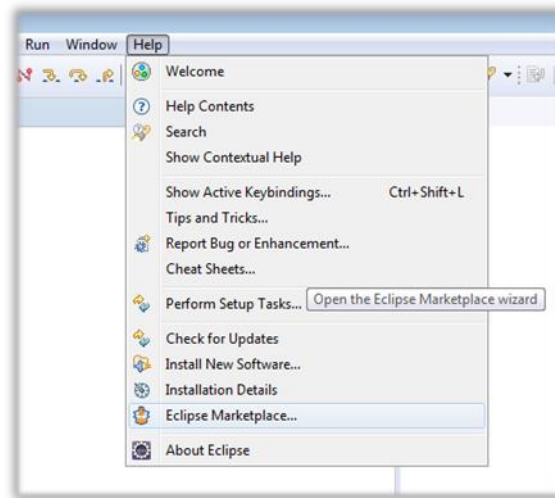 Run Window Help
Welcome
Help Contents
Search
Show Contextual Help
Show Active Keybindings... Ctrl+Shift+L
Tips and Tricks...
Report Bug or Enhancement...
Cheat Sheets...
Perform Setup Tasks...
Open the Eclipse Marketplace wizard
Check for Updates
Install New Software...
Installation Details
Eclipse Marketplace...
About Eclipse